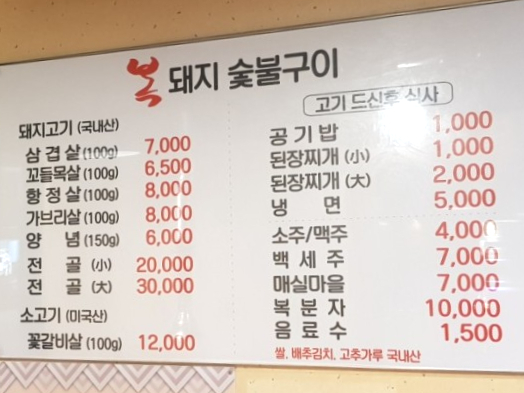 복 돼지 숯불구이
돼지고기 (국내산)
삼겹살 (100g) 7,000
꼬들목살 (100g) 6,500
항정살 (100g) 8,000
가브리살 (100g) 8,000
양 념 (150g) 6,000
전 골 (小) 20,000
전 골 (大) 30,000
소고기 (미국산)
꽃갈비살 (100g) 12,000
고기 드신후 식사
공 기 밥 1,000
된장찌개 (小) 1,000
된장찌개 (大) 2,000
냉 면 5,000
소주/맥주 4,000
백 세 주 7,000
매실마을 7,000
복 분 자 10,000
음 료 수 1,500
쌀, 배추김치, 고추가루 국내산